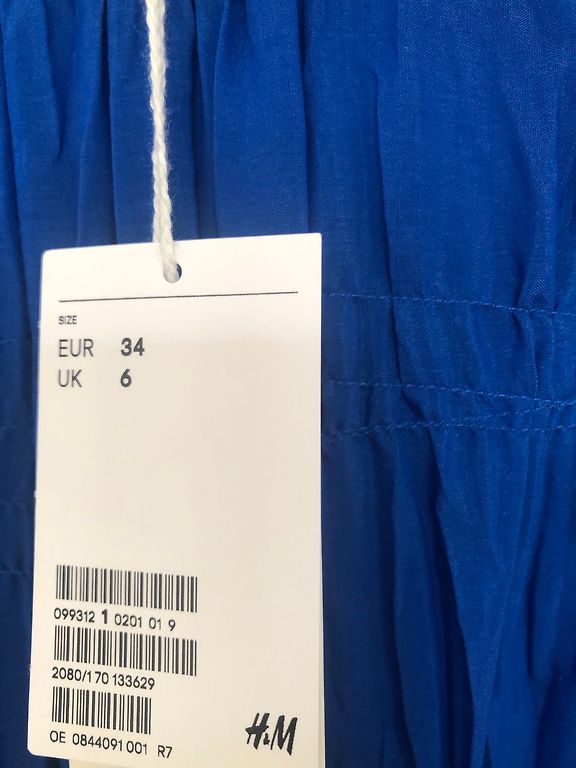 SIZE
EUR 34
UK 6
099312 1 0201 01 9
2080/170 133629
OE 0844091 001 R7
H&M